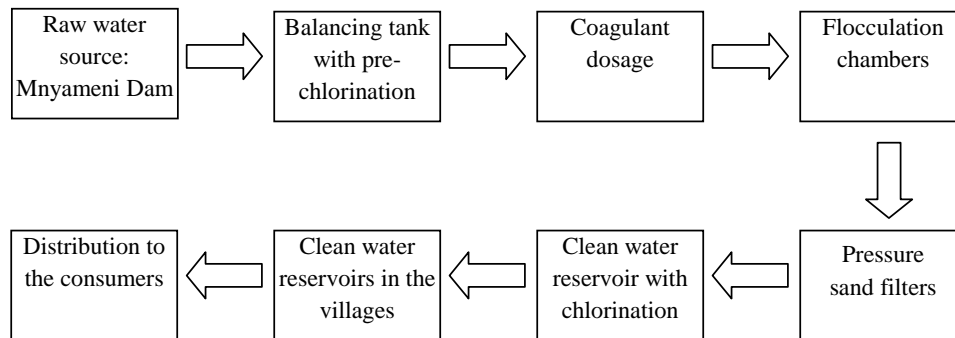 Raw water
source:
Mnyameni Dam
Balancing tank
with pre-
chlorination
Coagulant
dosage
Flocculation
chambers
Pressure
sand filters
Clean water
reservoir with
chlorination
Clean water
reservoirs in the
villages
Distribution to
the consumers